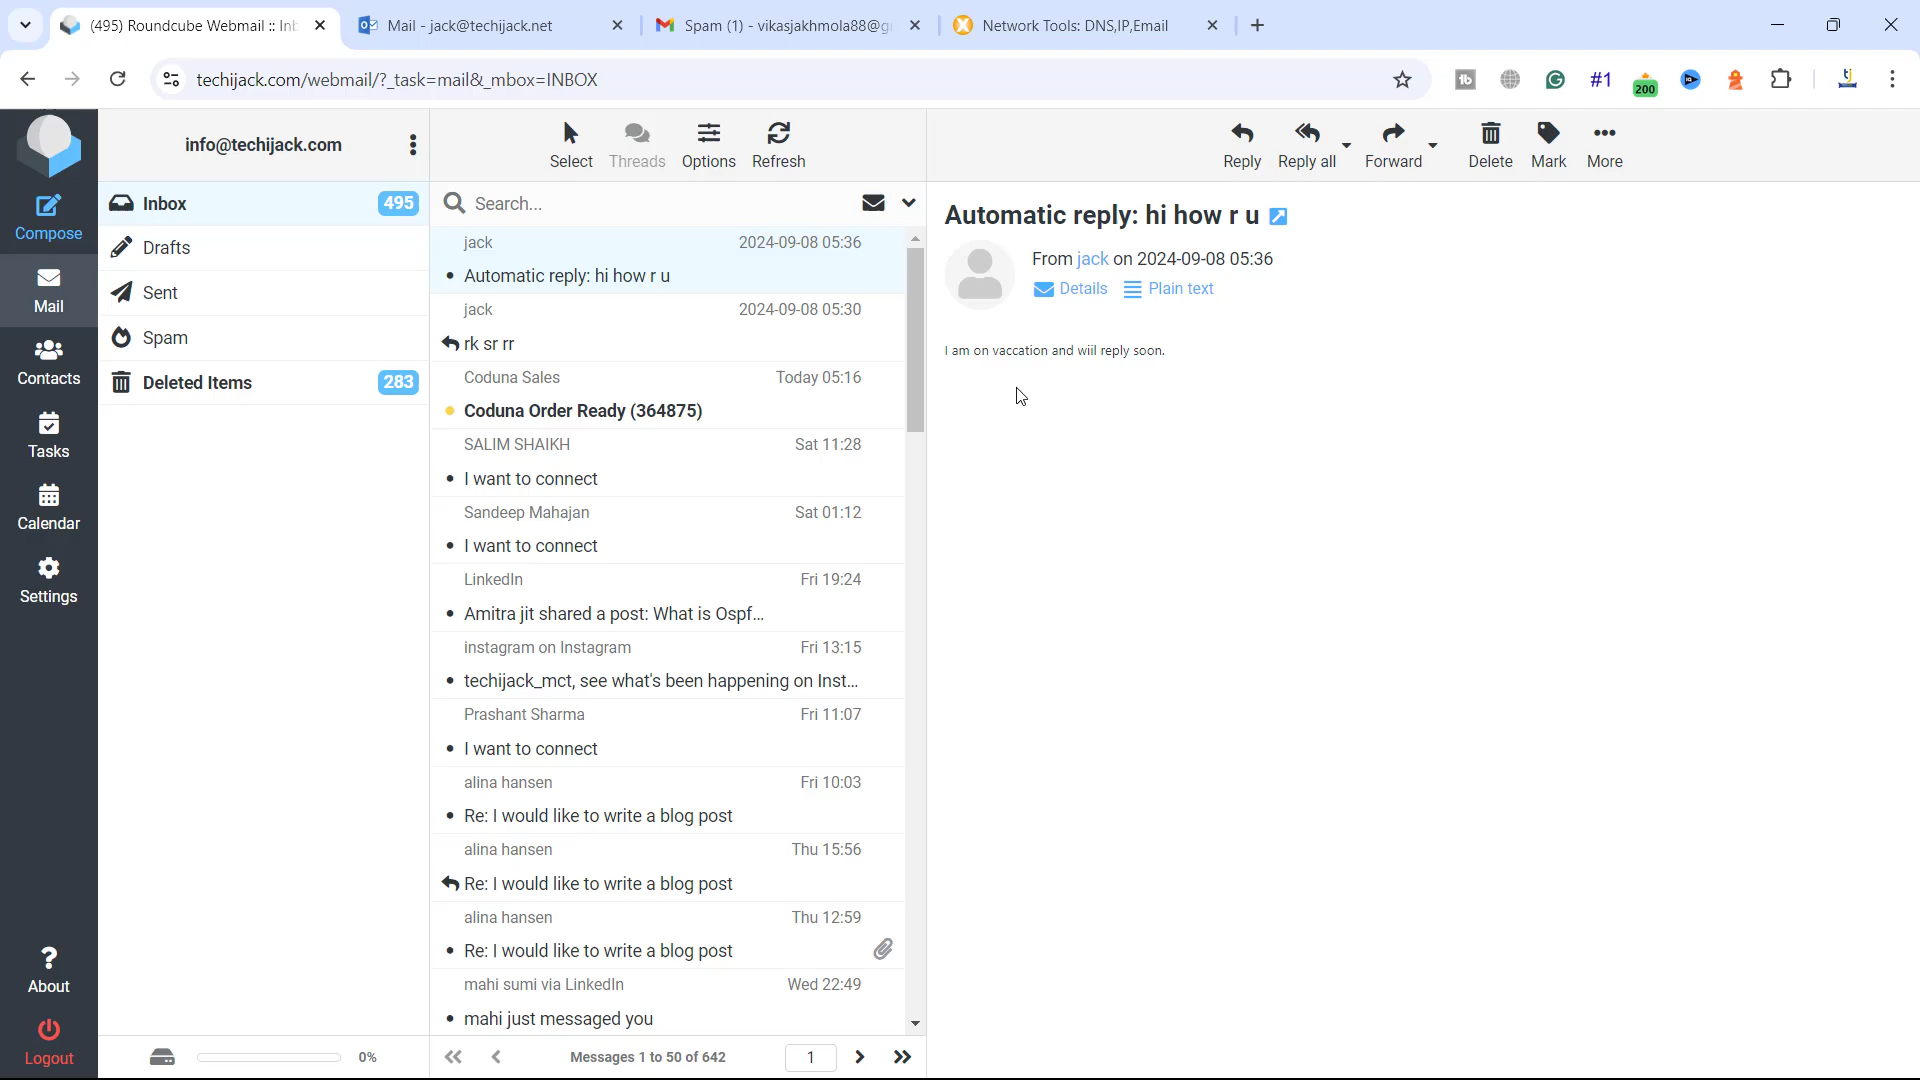 (495) Roundcube Webmail :: Inb
Mail - jack@techijack.net
Spam (1) - vikasjakhmola88@g
Network Tools: DNS,IP,Email
techijack.com/webmail/?_task=mail&_mbox=INBOX
#1
200
info@techijack.com
Select
Threads
Options
Refresh
Reply
Reply all
Forward
Delete
Mark
More
Compose
Mail
Contacts
Tasks
Calendar
Settings
About
Logout
Inbox 495
Drafts
Sent
Spam
Deleted Items 283
0%
Search...
jack 2024-09-08 05:36
Automatic reply: hi how r u
jack 2024-09-08 05:30
rk sr rr
Coduna Sales Today 05:16
Coduna Order Ready (364875)
SALIM SHAIKH Sat 11:28
I want to connect
Sandeep Mahajan Sat 01:12
I want to connect
LinkedIn Fri 19:24
Amitra jit shared a post: What is Ospf...
instagram on Instagram Fri 13:15
techijack_mct, see what's been happening on Inst...
Prashant Sharma Fri 11:07
I want to connect
alina hansen Fri 10:03
Re: I would like to write a blog post
alina hansen Thu 15:56
Re: I would like to write a blog post
alina hansen Thu 12:59
Re: I would like to write a blog post
mahi sumi via LinkedIn Wed 22:49
mahi just messaged you
Messages 1 to 50 of 642
1
Automatic reply: hi how r u
From jack on 2024-09-08 05:36
Details
Plain text
I am on vaccation and wiil reply soon.